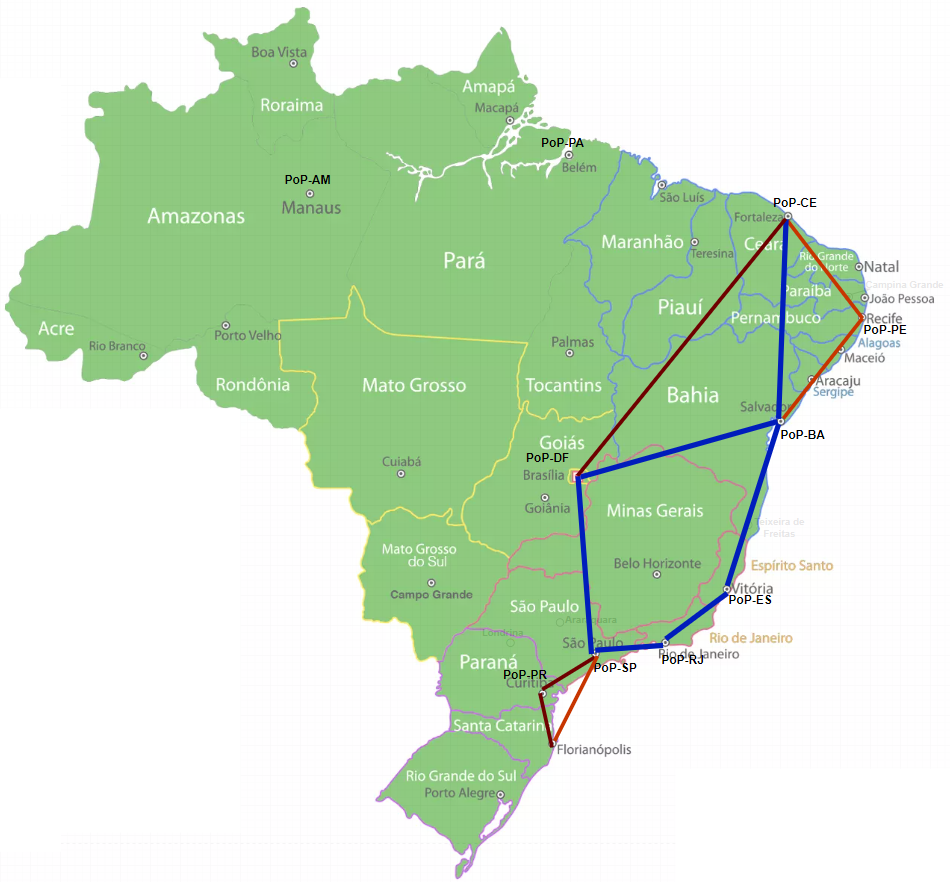 Boa Vista
Roraima
Amapá
Macapá
PoP-PA
Belém
PoP-AM
Manaus
Amazonas
São Luís
PoP-CE
Fortaleza
Maranhão
Teresina
Ceará
Rio Grande
do Norte
Natal
Pará
Campina Grande
Paraíba
João Pessoa
Piauí
Pernambuco
Recife
PoP-PE
Acre
Rio Branco
Porto Velho
Palmas
Alagoas
Maceió
Rondônia
Mato Grosso
Tocantins
Aracaju
Sergipe
Bahia
Salvador
PoP-BA
Goiás
PoP-DF
Brasília
Cuiabá
Goiânia
Minas Gerais
eixeira de
Freitas
Mato Grosso
do Sul
Campo Grande
Belo Horizonte
Espírito Santo
Vitória
PoP-ES
São Paulo
Araraquara
Londrina
São Paulo
Rio de Janeiro
Rio de Janeiro
PoP-RJ
PoP-SP
Paraná
PoP-PR
Curitiba
Santa Catarin
Florianópolis
Rio Grande do Sul
Porto Alegre